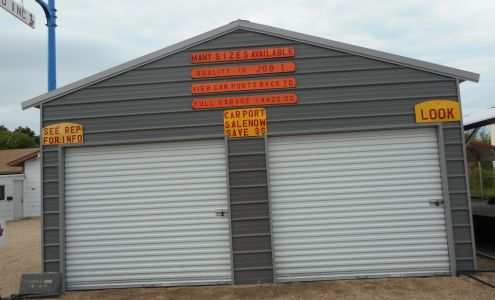 INC
MANY SIZES AVAILABLE
QUALITY IS JOB 1
VIEW CAR PORTS BACK YD
FULL GARAGE $4425.00
CARPORT
SALE NOW
SAVE $$
SEE REP
FOR INFO
LOOK